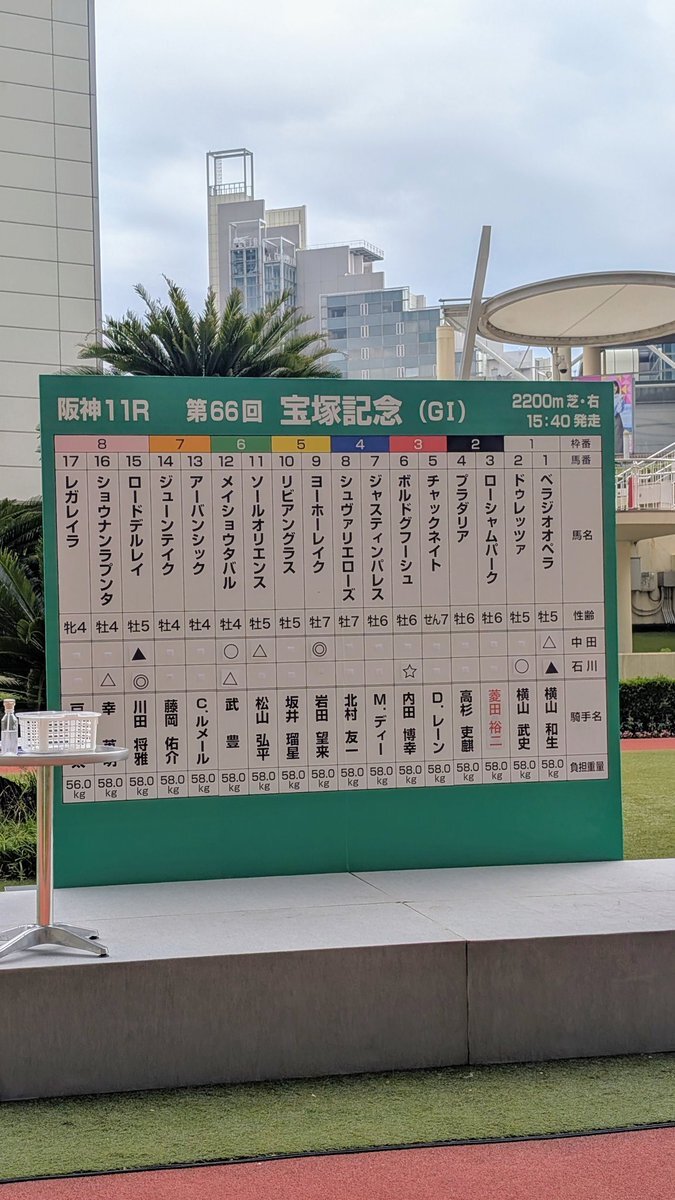 阪神11R 第66回 宝塚記念 (GI) 2200m 芝・右
15:40 発走
8 7 6 5 4 3 2 1 枠番
17 16 15 14 13 12 11 10 9 8 7 6 5 4 3 2 1 馬番
レガレイラ ショウナンラプンタ ロードデルレイ ジューンテイク アーバンシック メイショウタバル ソールオリエンス リビアングラス ヨーホーレイク シュヴァリエローズ ジャスティンパレス ボルドグフーシュ チャックネイト プラダリア ローシャムパーク ドゥレッツァ ベラジオオペラ 馬名
牝4 牡4 牡5 牡4 牡4 牡4 牡5 牡5 牡7 牡7 牡6 牡6 せん7 牡6 牡6 牡5 牡5 性齢
▲ ○ △ ◎ △ 中田
△ ◎ △ ☆ ○ ▲ 石川
幸 川田 将雅 藤岡 佑介 C.ルメール 武 豊 松山 弘平 坂井 瑠星 岩田 望来 北村 友一 M.ディー 内田 博幸 D.レーン 高杉 吏麒 菱田 裕二 横山 武史 横山 和生 騎手名
56.0kg 58.0kg 58.0kg 58.0kg 58.0kg 58.0kg 58.0kg 58.0kg 58.0kg 58.0kg 58.0kg 58.0kg 58.0kg 58.0kg 58.0kg 58.0kg 58.0kg 負担重量